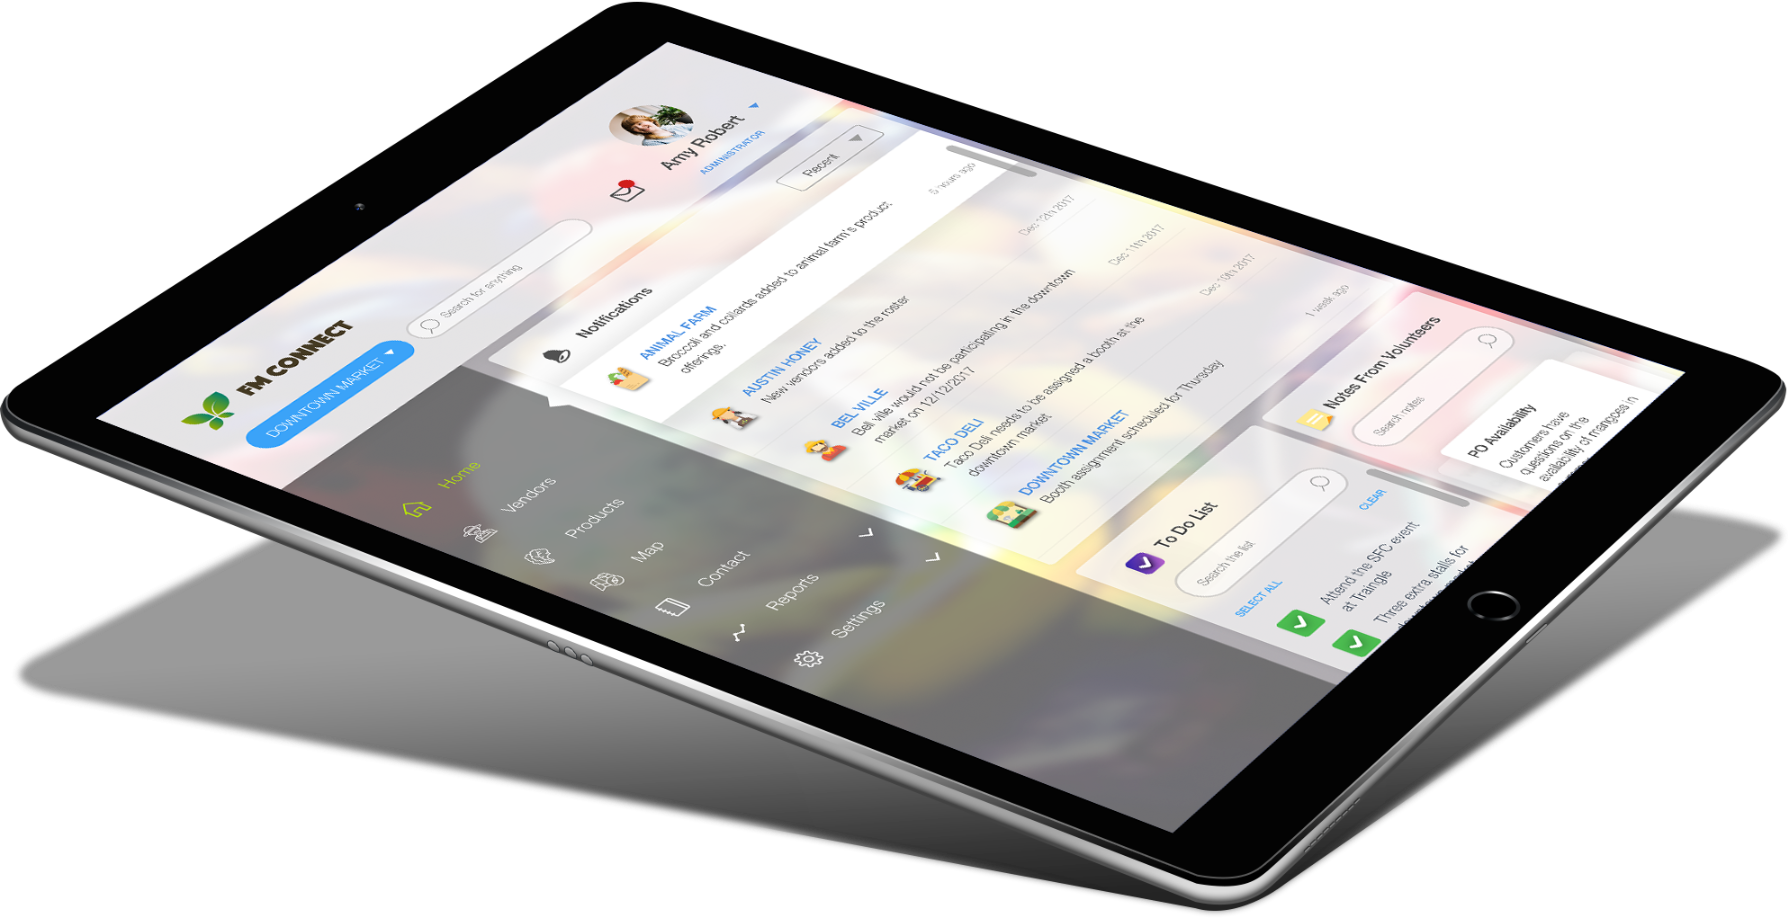 FM CONNECT
DOWNTOWN MARKET
Search for anything
Amy Robert
ADMINISTRATOR
Home
Vendors
Products
Map
Contact
Reports
Settings
Notifications
Recent
ANIMAL FARM
5 hours ago
Broccoli and collards added to animal farm's product
offerings.
AUSTIN HONEY
Dec 12th 2017
New vendors added to the roster
BELVILLE
Dec 11th 2017
Bell ville would not be participating in the downtown
market on 12/12/2017
TACO DELI
Dec 10th 2017
Taco Deli needs to be assigned a booth at the
downtown market
DOWNTOWN MARKET
1 week ago
Booth assignment scheduled for Thursday
To Do List
Search the list
SELECT ALL
CLEAR
Attend the SFC event
at Traingle
Three extra stalls for
Notes From Volunteers
Search notes
PO Availability
Customers have
questions on the
availability of mangoes in